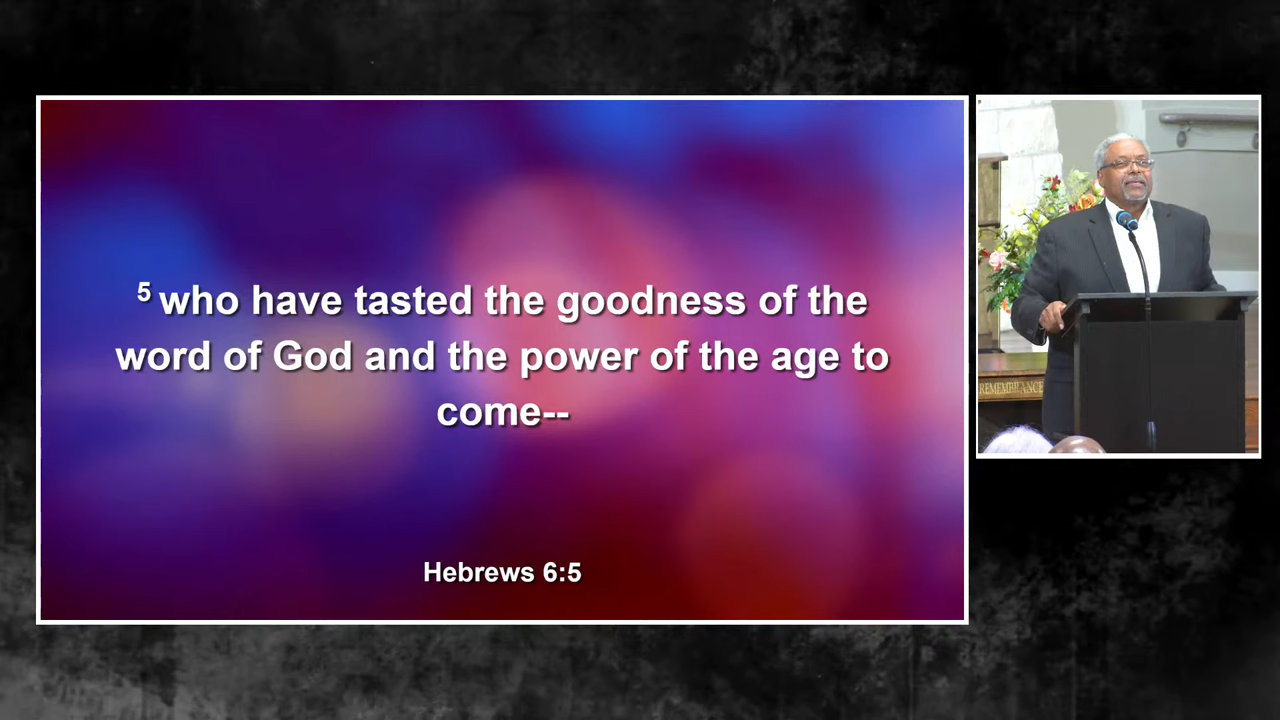 5 who have tasted the goodness of the
word of God and the power of the age to
come--
Hebrews 6:5
REMEMBRANCE